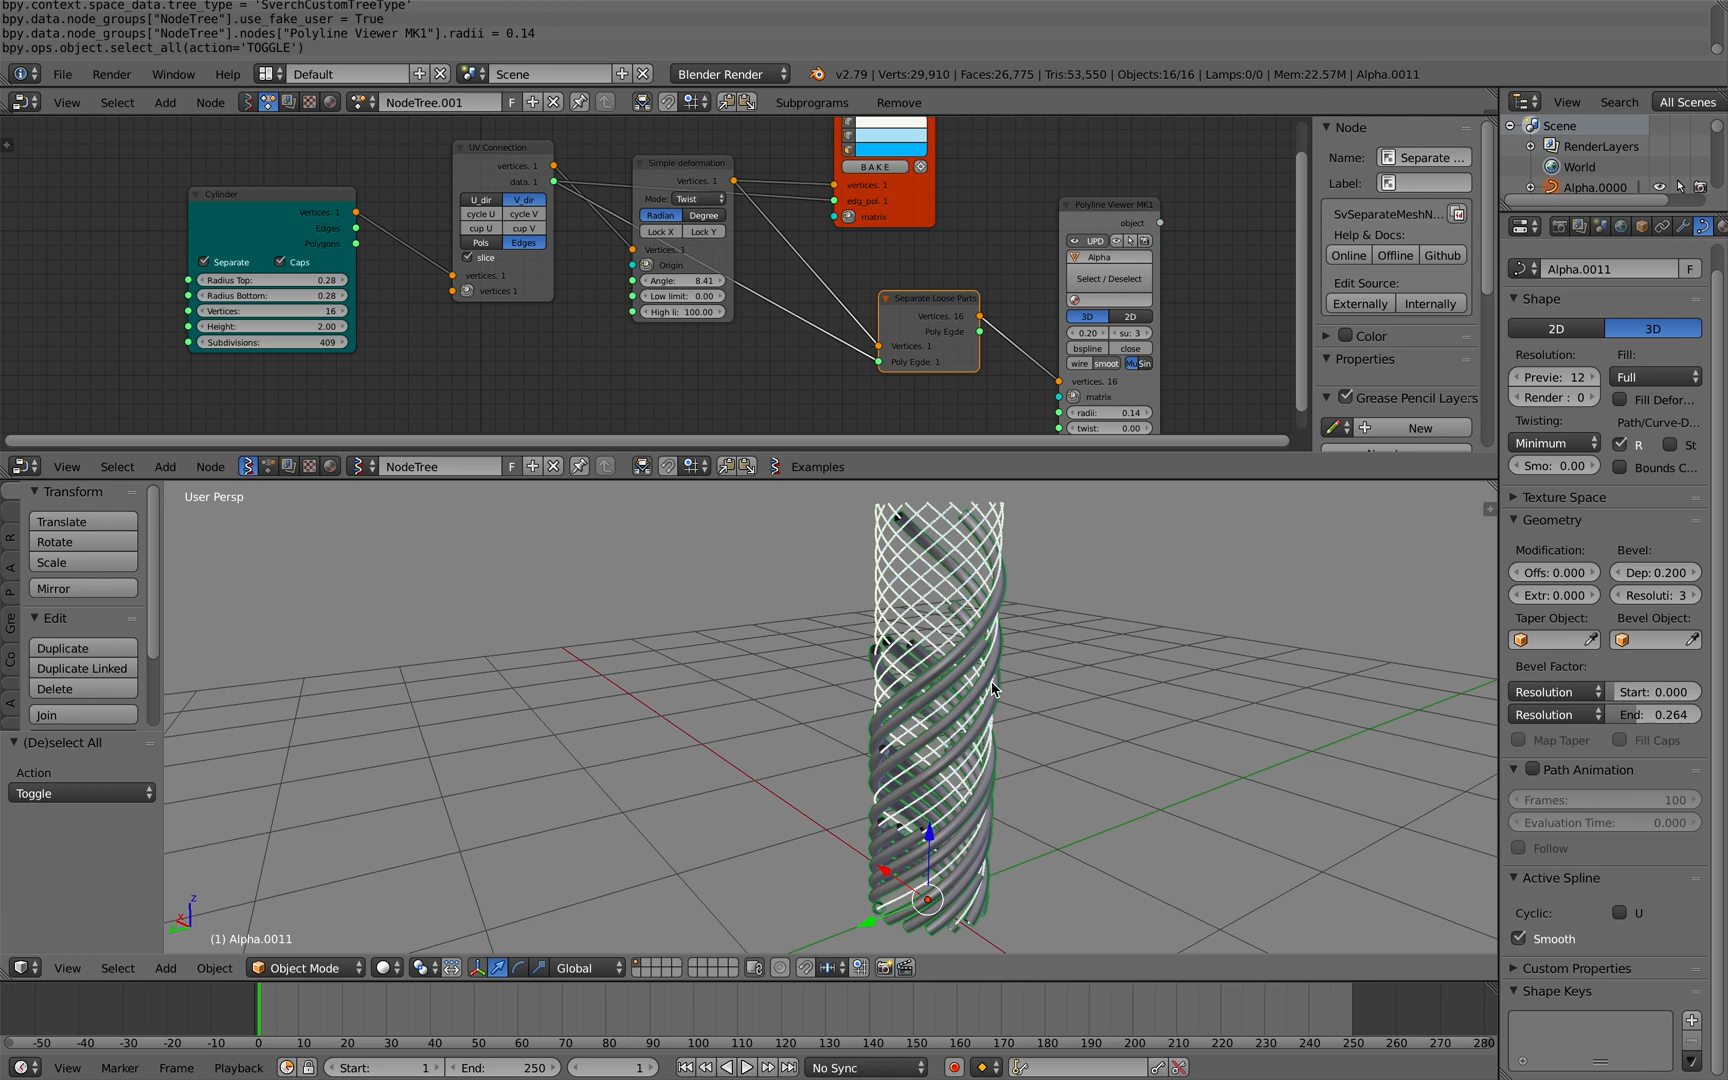 bpy.context.space_data.tree_type = 'SverchCustomTreeType'
bpy.data.node_groups["NodeTree"].use_fake_user = True
bpy.data.node_groups["NodeTree"].nodes["Polyline Viewer MK1"].radii = 0.14
bpy.ops.object.select_all(action='TOGGLE')
File Render Window Help Default Scene Blender Render v2.79 | Verts:29,910 | Faces:26,775 | Tris:53,550 | Objects:16/16 | Lamps:0/0 | Mem:22.57M | Alpha.0011
View Select Add Node NodeTree.001 F Subprograms Remove
View Search All Scenes
Scene
RenderLayers
World
Alpha.0000
Cylinder
Vertices. 1
Edges
Polygons
Separate Caps
Radius Top: 0.28
Radius Bottom: 0.28
Vertices: 16
Height: 2.00
Subdivisions: 409
UV Connection
vertices. 1
data. 1
U_dir V_dir
cycle U cycle V
cup U cup V
Pols Edges
slice
vertices. 1
vertices 1
Simple deformation
Vertices. 1
Mode: Twist
Radian Degree
Lock X Lock Y
Vertices. 1
Origin
Angle: 8.41
Low limit: 0.00
High li: 100.00
BAKE
vertices. 1
edg_pol. 1
matrix
Separate Loose Parts
Vertices. 16
Poly Egde
Vertices. 1
Poly Egde. 1
Polyline Viewer MK1
object
UPD
Alpha
Select / Deselect
3D 2D
0.20 su: 3
bspline close
wire smoot Mu Sin
vertices. 16
matrix
radii: 0.14
twist: 0.00
Node
Name: Separate ...
Label:
SvSeparateMeshN...
Help & Docs:
Online Offline Github
Edit Source:
Externally Internally
Color
Properties
Grease Pencil Layers
New
View Select Add Node NodeTree F Examples
Transform
Translate
Rotate
Scale
Mirror
Edit
Duplicate
Duplicate Linked
Delete
Join
R
A
P
Gre
Co
A
(De)select All
Action
Toggle
User Persp
z
x
(1) Alpha.0011
View Select Add Object Object Mode Global
-50 -40 -30 -20 -10 0 10 20 30 40 50 60 70 80 90 100 110 120 130 140 150 160 170 180 190 200 210 220 230 240 250 260 270 280
View Marker Frame Playback Start: 1 End: 250 1 No Sync
Alpha.0011 F
Shape
2D 3D
Resolution: Fill:
Previe: 12 Full
Render : 0 Fill Defor...
Twisting: Path/Curve-D...
Minimum R St
Smo: 0.00 Bounds C...
Texture Space
Geometry
Modification: Bevel:
Offs: 0.000 Dep: 0.200
Extr: 0.000 Resoluti: 3
Taper Object: Bevel Object:
Bevel Factor:
Resolution Start: 0.000
Resolution End: 0.264
Map Taper Fill Caps
Path Animation
Frames: 100
Evaluation Time: 0.000
Follow
Active Spline
Cyclic: U
Smooth
Custom Properties
Shape Keys